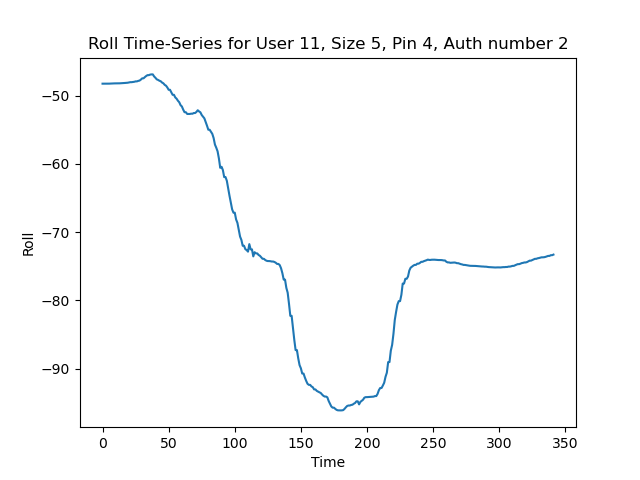 Roll Time-Series for User 11, Size 5, Pin 4, Auth number 2
−50
−60
−70
−80
−90
Roll
0 50 100 150 200 250 300 350
Time